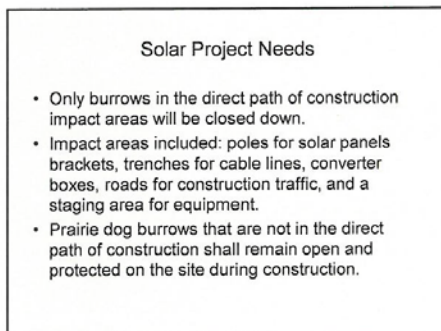 Solar Project Needs
• Only burrows in the direct path of construction
impact areas will be closed down.
• Impact areas included: poles for solar panels
brackets, trenches for cable lines, converter
boxes, roads for construction traffic, and a
staging area for equipment.
• Prairie dog burrows that are not in the direct
path of construction shall remain open and
protected on the site during construction.